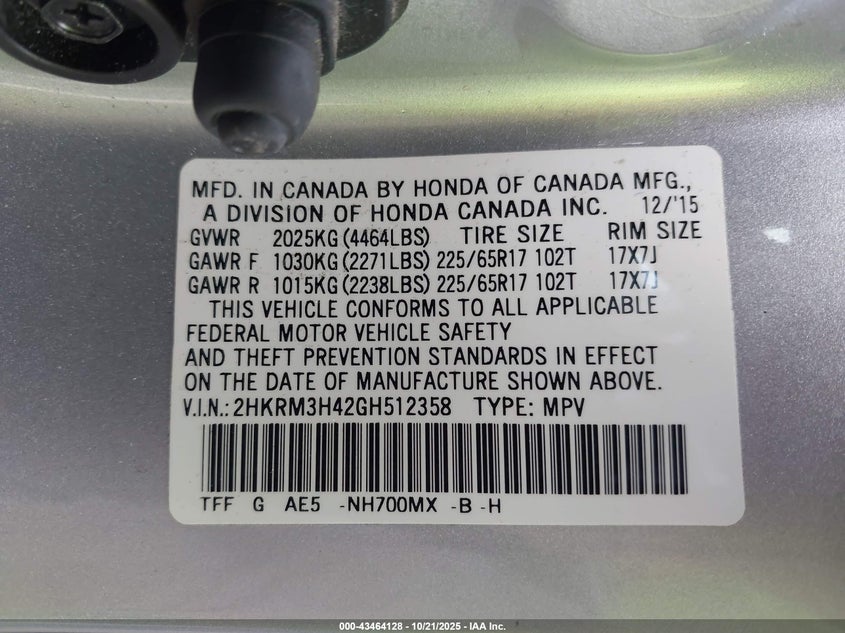 MFD. IN CANADA BY HONDA OF CANADA MFG.,
A DIVISION OF HONDA CANADA INC. 12/'15
GVWR 2025KG (4464LBS) TIRE SIZE RIM SIZE
GAWR F 1030KG (2271LBS) 225/65R17 102T 17X7J
GAWR R 1015KG (2238LBS) 225/65R17 102T 17X7J
THIS VEHICLE CONFORMS TO ALL APPLICABLE
FEDERAL MOTOR VEHICLE SAFETY
AND THEFT PREVENTION STANDARDS IN EFFECT
ON THE DATE OF MANUFACTURE SHOWN ABOVE.
V.I.N.: 2HKRM3H42GH512358 TYPE: MPV
TFF G AE5 -NH700MX -B -H
000-43464128 - 10/21/2025 - IAA Inc.